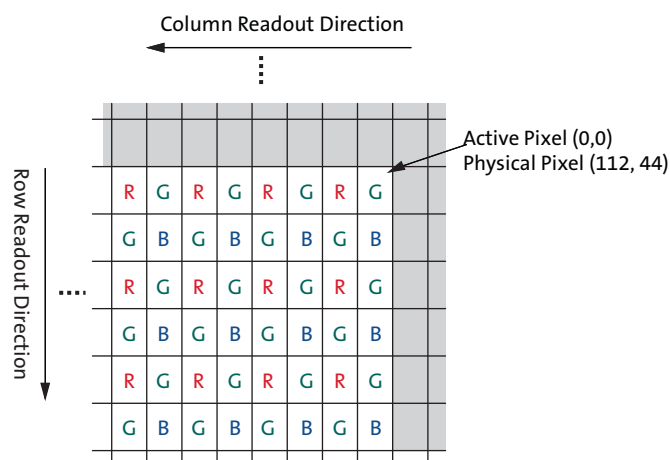 Column Readout Direction
Active Pixel (0,0)
Physical Pixel (112, 44)
Row Readout Direction
R G R G R G R G
G B G B G B G B
R G R G R G R G
G B G B G B G B
R G R G R G R G
G B G B G B G B